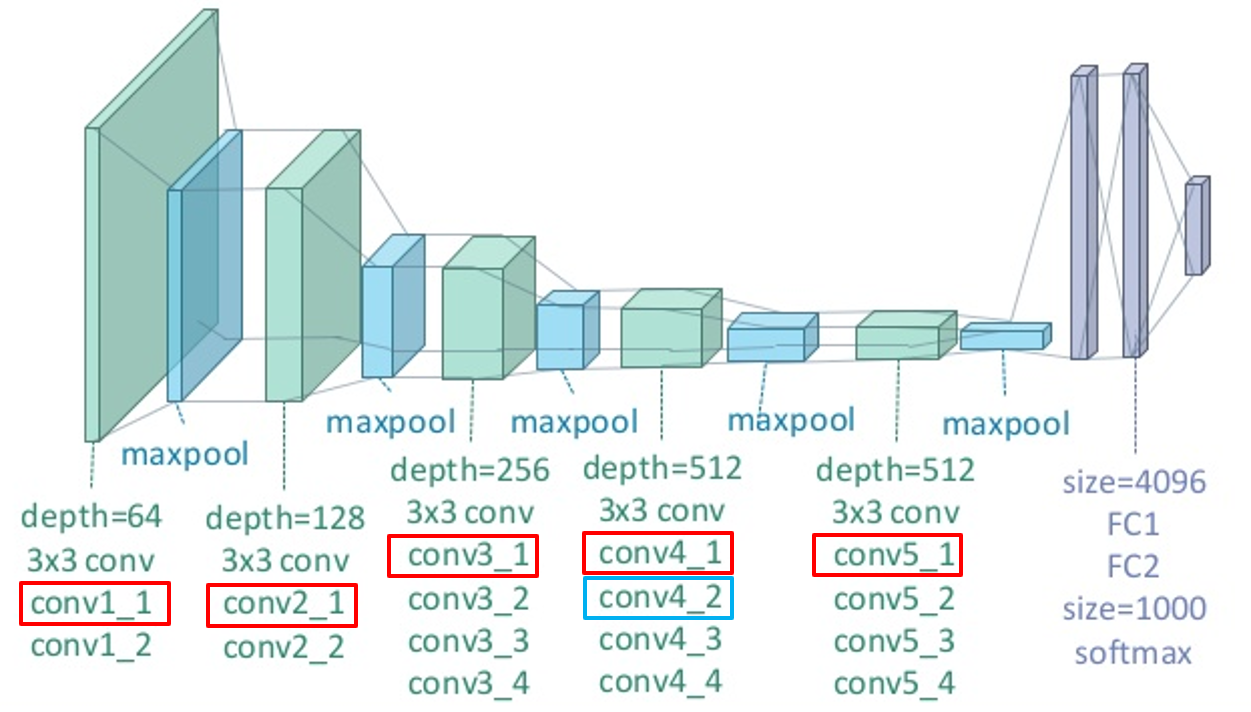 maxpool
maxpool
maxpool
maxpool
maxpool
depth=64
3x3 conv
conv1_1
conv1_2
depth=128
3x3 conv
conv2_1
conv2_2
depth=256
3x3 conv
conv3_1
conv3_2
conv3_3
conv3_4
depth=512
3x3 conv
conv4_1
conv4_2
conv4_3
conv4_4
depth=512
3x3 conv
conv5_1
conv5_2
conv5_3
conv5_4
size=4096
FC1
FC2
size=1000
softmax